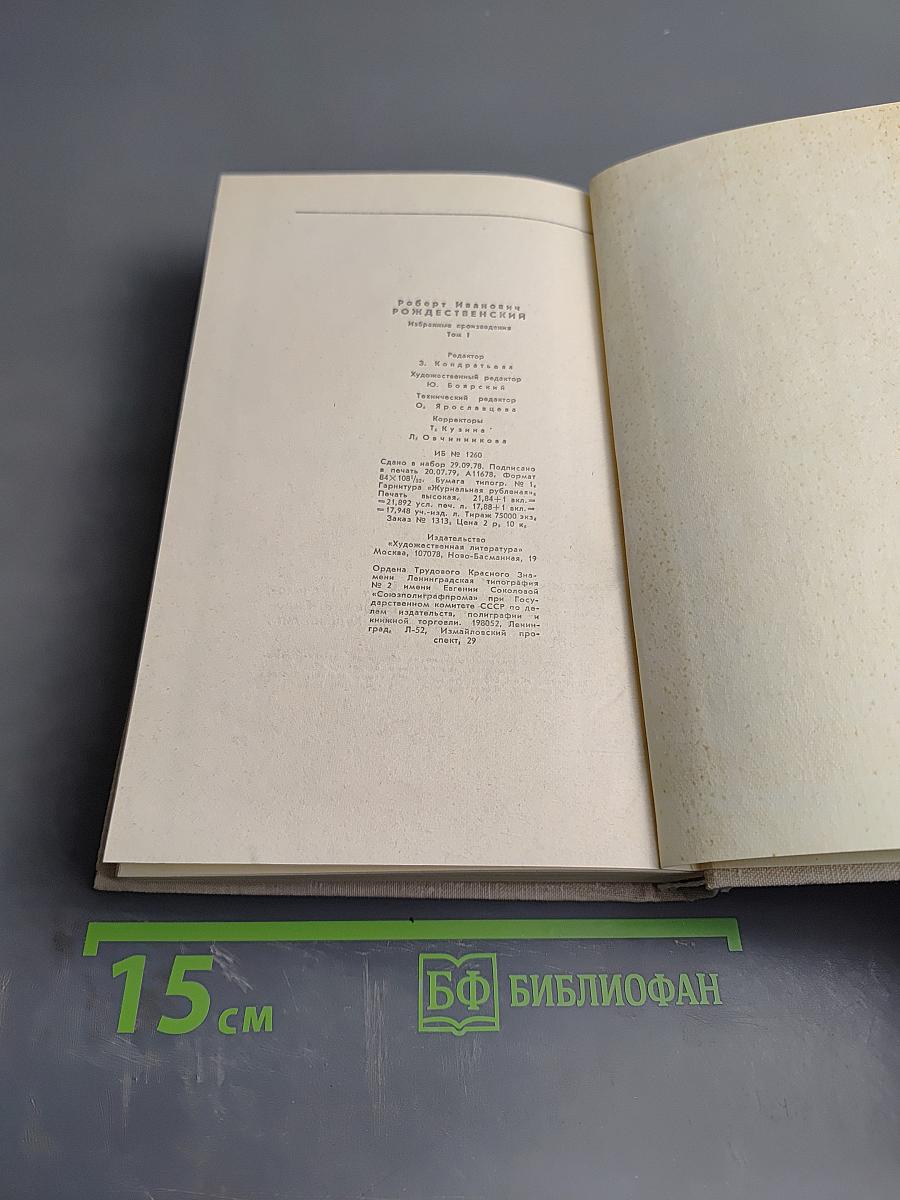 Роберт Иванович
РОЖДЕСТВЕНСКИЙ
Избранные произведения
Том 1
Редактор
З. Кондратьева
Художественный редактор
Ю. Боярский
Технический редактор
О. Ярославцева
Корректоры
Т. Кузина
Л. Овчинникова
ИБ № 1260
Сдано в набор 29.09.78. Подписано
в печать 20.07.79. А11678. Формат
84×108¹/₃₂. Бумага типогр. № 1.
Гарнитура «Журнальная рубленая».
Печать высокая. 21,84+1 вкл.=
=21,892 усл. печ. л. 17,88+1 вкл.=
=17,948 уч.-изд. л. Тираж 75000 экз.
Заказ № 1313. Цена 2 р. 10 к.
Издательство
«Художественная литература»
Москва, 107078, Ново-Басманная, 19
Ордена Трудового Красного Зна-
мени Ленинградская типография
№ 2 имени Евгении Соколовой
«Союзполиграфпрома» при Госу-
дарственном комитете СССР по де-
лам издательств, полиграфии и
книжной торговли. 198052, Ленин-
град, Л-52, Измайловский про-
спект, 29
15 см
БФ БИБЛИОФАН